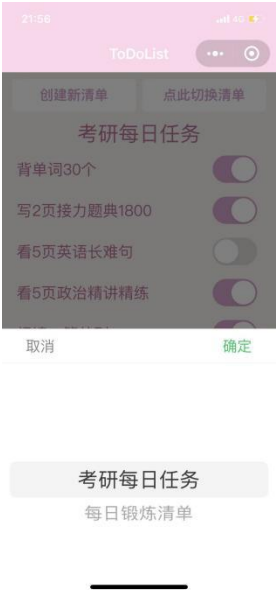 21:56
4G
ToDoList
创建新清单 点此切换清单
考研每日任务
背单词30个
写2页接力题典1800
看5页英语长难句
看5页政治精讲精练
取消 确定
考研每日任务
每日锻炼清单